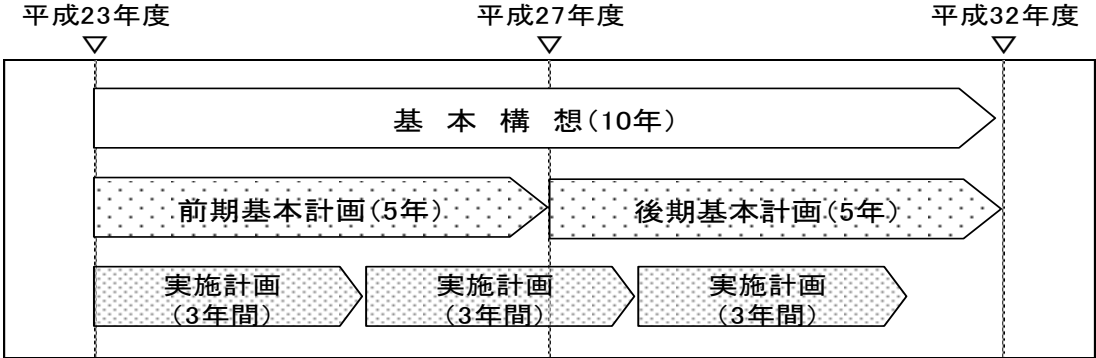 平成23年度 平成27年度 平成32年度
基 本 構 想(10年)
前期基本計画(5年) 後期基本計画(5年)
実施計画 実施計画 実施計画
(3年間) (3年間) (3年間)